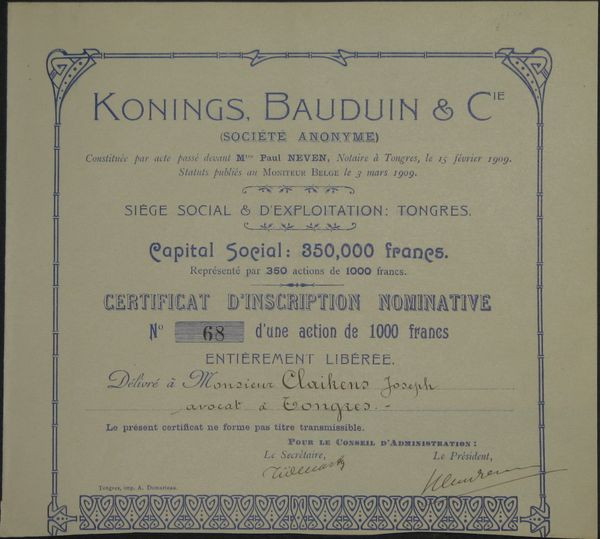 KONINGS, BAUDUIN & CIE
(SOCIÉTÉ ANONYME)
Constituée par acte passé devant Mtre Paul NEVEN, Notaire à Tongres, le 15 février 1909.
Statuts publiés au MONITEUR BELGE le 3 mars 1909.
SIÈGE SOCIAL & D'EXPLOITATION: TONGRES.
Capital Social: 350,000 francs.
Représenté par 350 actions de 1000 francs.
CERTIFICAT D'INSCRIPTION NOMINATIVE
No 68 d'une action de 1000 francs
ENTIÈREMENT LIBÉRÉE.
Délivré à Monsieur Claikens Joseph
avocat à Tongres.-
Le présent certificat ne forme pas titre transmissible.
POUR LE CONSEIL D'ADMINISTRATION:
Le Secrétaire, Le Président,
Tongres, imp. A. Demarteau.